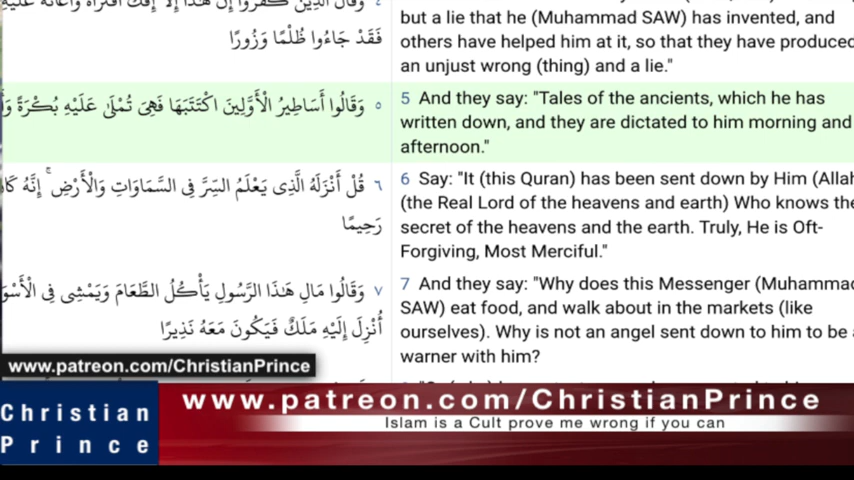 وَقَالَ الَّذِينَ كَفَرُوا إِنْ هَٰذَا إِلَّا إِفْكٌ افْتَرَاهُ وَأَعَانَهُ عَلَيْهِ
فَقَدْ جَاءُوا ظُلْمًا وَزُورًا
٥ وَقَالُوا أَسَاطِيرُ الْأَوَّلِينَ اكْتَتَبَهَا فَهِىَ تُمْلَىٰ عَلَيْهِ بُكْرَةً
٦ قُلْ أَنْزَلَهُ الَّذِى يَعْلَمُ السِّرَّ فِى السَّمَاوَاتِ وَالْأَرْضِ ۚ إِنَّهُ
رَحِيمًا
٧ وَقَالُوا مَالِ هَٰذَا الرَّسُولِ يَأْكُلُ الطَّعَامَ وَيَمْشِى فِى
أُنْزِلَ إِلَيْهِ مَلَكٌ فَيَكُونَ مَعَهُ نَذِيرًا
but a lie that he (Muhammad SAW) has invented, and
others have helped him at it, so that they have produced
an unjust wrong (thing) and a lie."
5 And they say: "Tales of the ancients, which he has
written down, and they are dictated to him morning and
afternoon."
6 Say: "It (this Quran) has been sent down by Him (Allah
(the Real Lord of the heavens and earth) Who knows the
secret of the heavens and the earth. Truly, He is Oft-
Forgiving, Most Merciful."
7 And they say: "Why does this Messenger (Muhammad
SAW) eat food, and walk about in the markets (like
ourselves). Why is not an angel sent down to him to be a
warner with him?
www.patreon.com/ChristianPrince
Christian
Prince
www.patreon.com/ChristianPrince
Islam is a Cult prove me wrong if you can